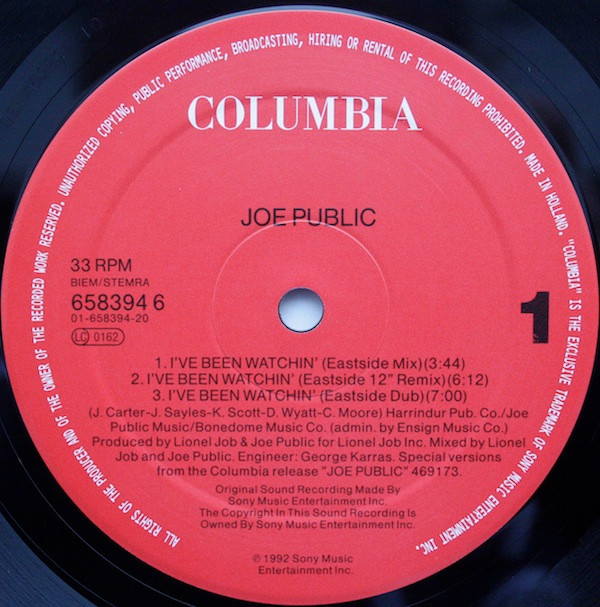 ALL RIGHTS OF THE PRODUCER AND OF THE OWNER OF THE RECORDED WORK RESERVED. UNAUTHORIZED COPYING, PUBLIC PERFORMANCE, BROADCASTING, HIRING OR RENTAL OF THIS RECORDING PROHIBITED. MADE IN HOLLAND. "COLUMBIA" IS THE EXCLUSIVE TRADEMARK OF SONY MUSIC ENTERTAINMENT INC.
COLUMBIA
JOE PUBLIC
33 RPM
BIEM/STEMRA
658394 6
01-658394-20
LC 0162
1
1. I'VE BEEN WATCHIN' (Eastside Mix)(3:44)
2. I'VE BEEN WATCHIN' (Eastside 12" Remix)(6:12)
3. I'VE BEEN WATCHIN' (Eastside Dub)(7:00)
(J. Carter-J. Sayles-K. Scott-D. Wyatt-C. Moore) Harrindur Pub. Co./Joe
Public Music/Bonedome Music Co. (admin. by Ensign Music Co.)
Produced by Lionel Job & Joe Public for Lionel Job Inc. Mixed by Lionel
Job and Joe Public. Engineer: George Karras. Special versions
from the Columbia release "JOE PUBLIC" 469173.
Original Sound Recording Made By
Sony Music Entertainment Inc.
The Copyright In This Sound Recording Is
Owned By Sony Music Entertainment Inc.
℗ 1992 Sony Music
Entertainment Inc.